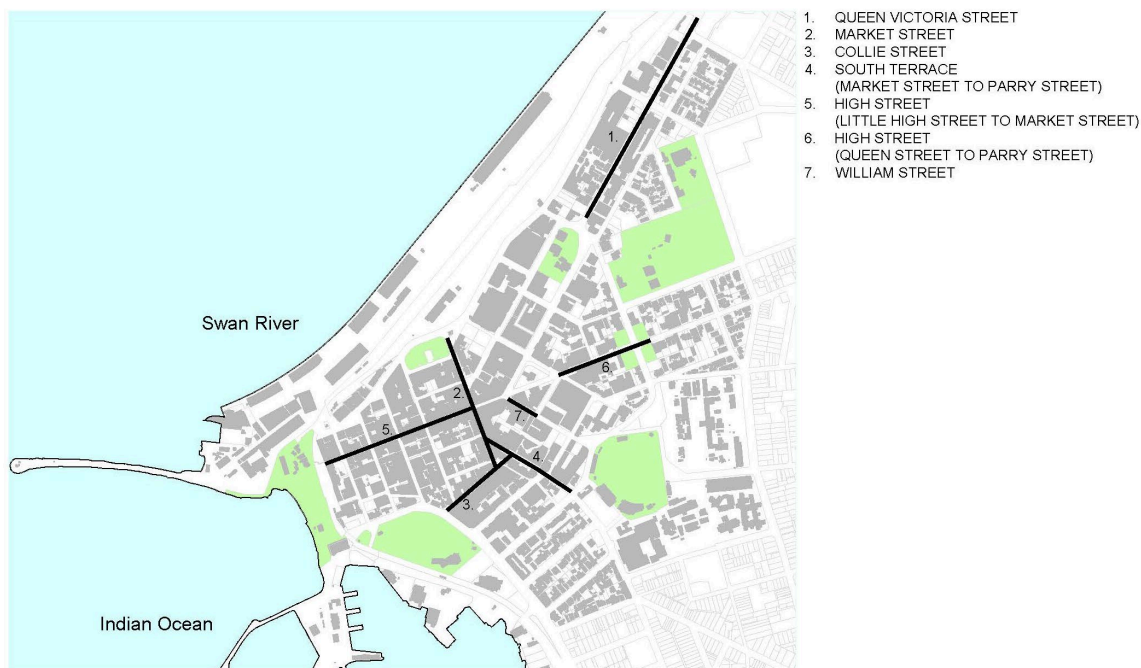 1. QUEEN VICTORIA STREET
2. MARKET STREET
3. COLLIE STREET
4. SOUTH TERRACE
(MARKET STREET TO PARRY STREET)
5. HIGH STREET
(LITTLE HIGH STREET TO MARKET STREET)
6. HIGH STREET
(QUEEN STREET TO PARRY STREET)
7. WILLIAM STREET
1.
Swan River
6.
2.
7.
5.
4.
3.
Indian Ocean